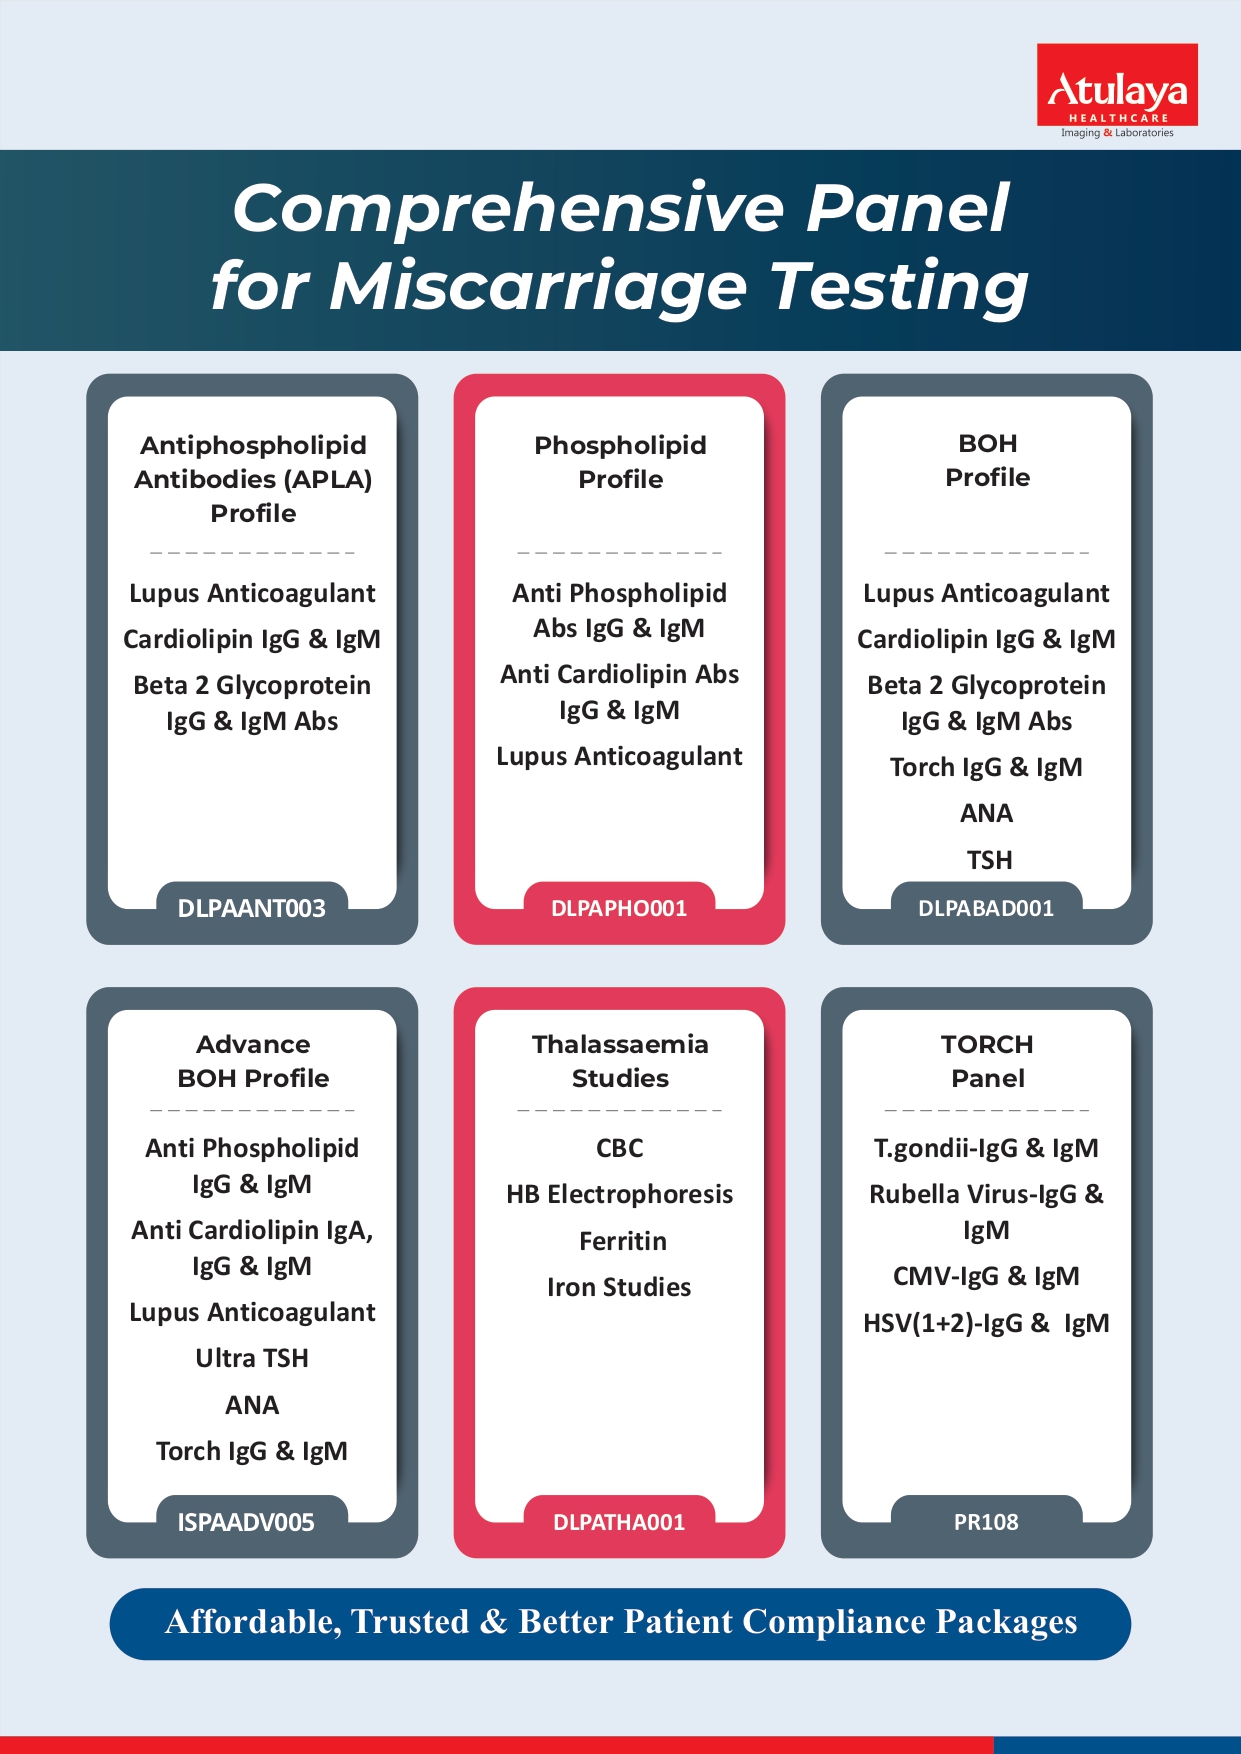 Atulaya
HEALTHCARE
Imaging & Laboratories
Comprehensive Panel
for Miscarriage Testing
Antiphospholipid
Antibodies (APLA)
Profile
Lupus Anticoagulant
Cardiolipin IgG & IgM
Beta 2 Glycoprotein
IgG & IgM Abs
DLPAANT003
Phospholipid
Profile
Anti Phospholipid
Abs IgG & IgM
Anti Cardiolipin Abs
IgG & IgM
Lupus Anticoagulant
DLPAPHO001
BOH
Profile
Lupus Anticoagulant
Cardiolipin IgG & IgM
Beta 2 Glycoprotein
IgG & IgM Abs
Torch IgG & IgM
ANA
TSH
DLPABAD001
Advance
BOH Profile
Anti Phospholipid
IgG & IgM
Anti Cardiolipin IgA,
IgG & IgM
Lupus Anticoagulant
Ultra TSH
ANA
Torch IgG & IgM
ISPAADV005
Thalassaemia
Studies
CBC
HB Electrophoresis
Ferritin
Iron Studies
DLPATHA001
TORCH
Panel
T.gondii-IgG & IgM
Rubella Virus-IgG &
IgM
CMV-IgG & IgM
HSV(1+2)-IgG &  IgM
PR108
Affordable, Trusted & Better Patient Compliance Packages